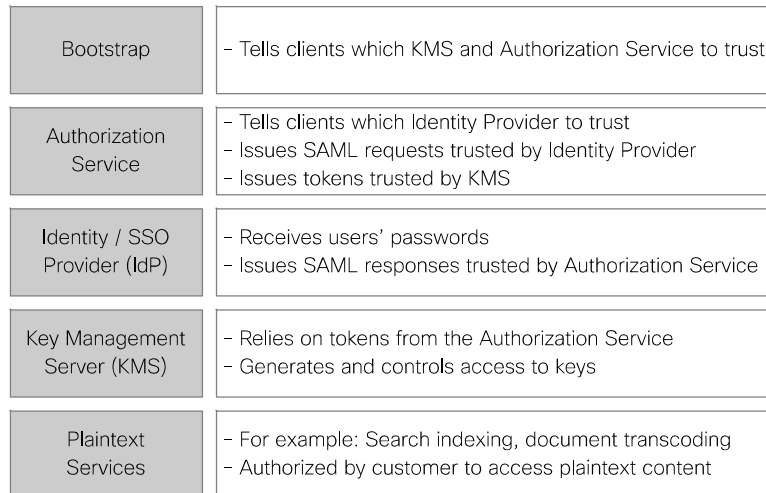 Bootstrap
- Tells clients which KMS and Authorization Service to trust
Authorization
Service
- Tells clients which Identity Provider to trust
- Issues SAML requests trusted by Identity Provider
- Issues tokens trusted by KMS
Identity / SSO
Provider (IdP)
- Receives users’ passwords
- Issues SAML responses trusted by Authorization Service
Key Management
Server (KMS)
- Relies on tokens from the Authorization Service
- Generates and controls access to keys
Plaintext
Services
- For example: Search indexing, document transcoding
- Authorized by customer to access plaintext content